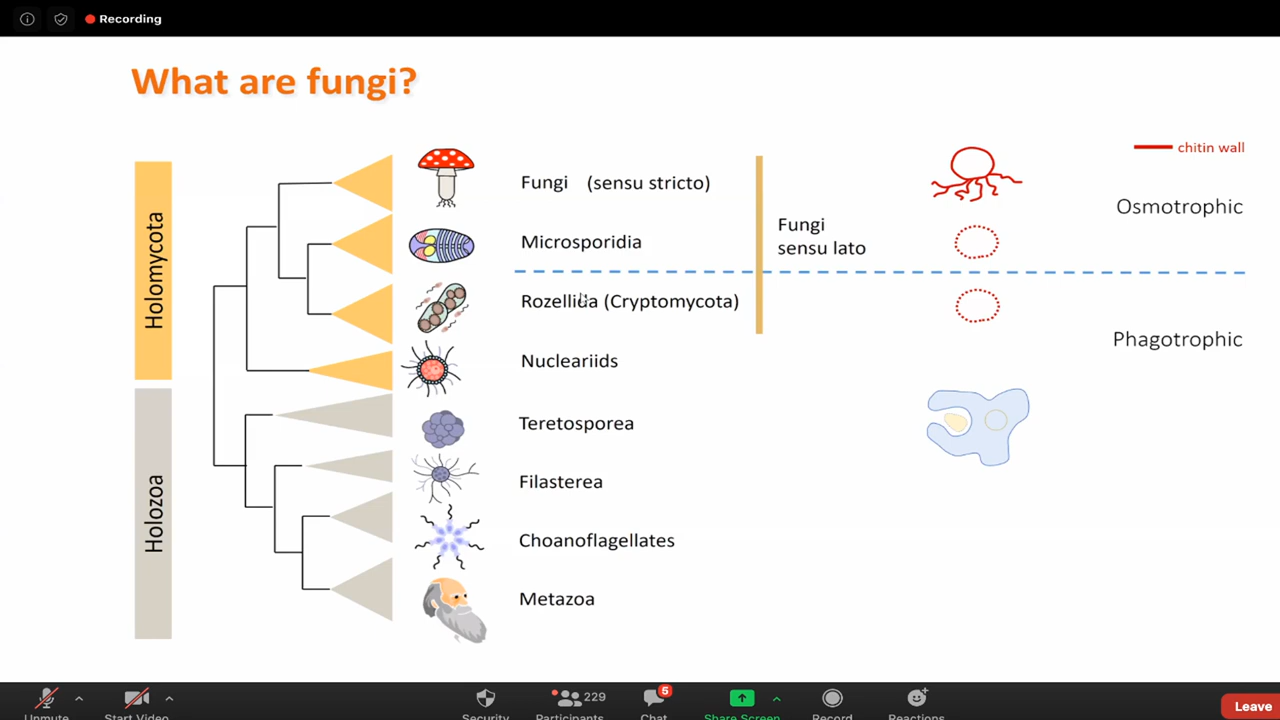 Recording
What are fungi?
chitin wall
Holomycota
Fungi (sensu stricto)
Osmotrophic
Microsporidia
Fungi
sensu lato
Rozellida (Cryptomycota)
Phagotrophic
Nucleariids
Holozoa
Teretosporea
Filasterea
Choanoflagellates
Metazoa
229
5
Unmute
Start Video
Security
Participants
Chat
Share Screen
Record
Reactions
Leave